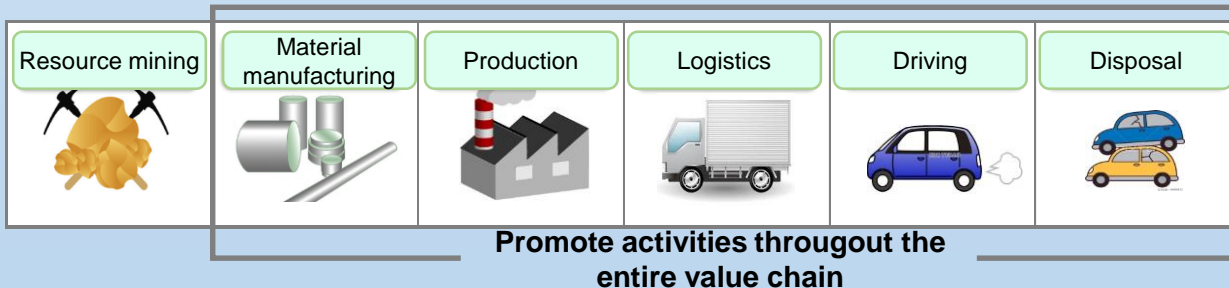 Resource mining
Material
manufacturing
Production
Logistics
Driving
Disposal
Promote activities througout the
entire value chain